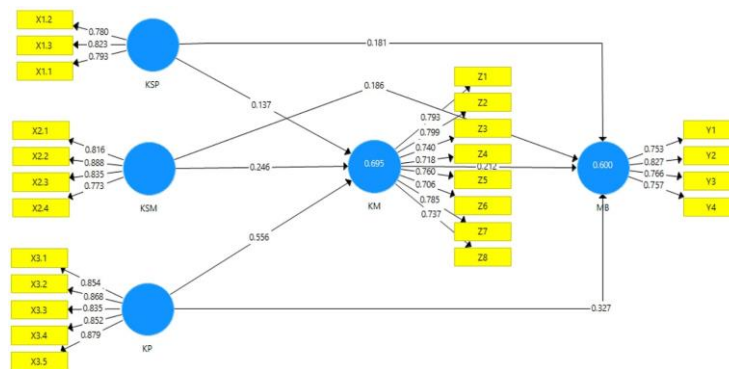 X1.2
X1.3
X1.1
0.780
0.823
0.793
KSP
0.181
0.137
0.186
X2.1
X2.2
X2.3
X2.4
0.816
0.888
0.835
0.773
KSM
0.246
0.695
KM
0.793
0.799
0.740
0.718
0.760
0.706
0.785
0.737
Z1
Z2
Z3
Z4
Z5
Z6
Z7
Z8
0.212
0.600
MB
0.753
0.827
0.766
0.757
Y1
Y2
Y3
Y4
0.556
X3.1
X3.2
X3.3
X3.4
X3.5
0.854
0.868
0.835
0.852
0.879
KP
0.327